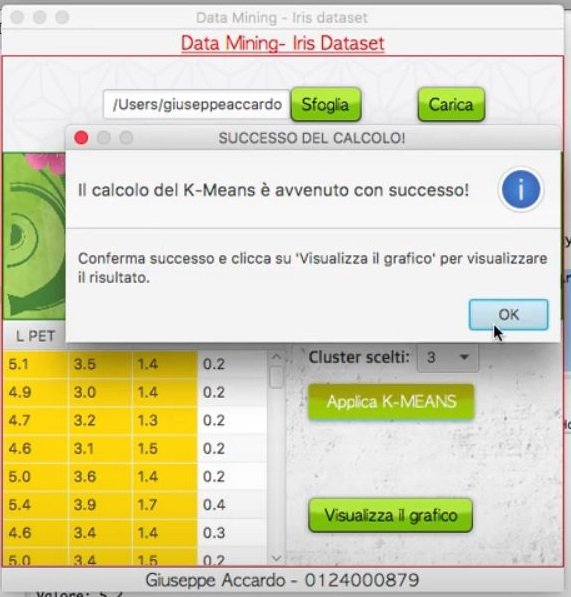 Data Mining - Iris dataset
Data Mining- Iris Dataset
/Users/giuseppeaccardo Sfoglia Carica
SUCCESSO DEL CALCOLO!
Il calcolo del K-Means è avvenuto con successo!
Conferma successo e clicca su 'Visualizza il grafico' per visualizzare
il risultato.
OK
L PET
Cluster scelti: 3
5.1 3.5 1.4 0.2
4.9 3.0 1.4 0.2
Applica K-MEANS
4.7 3.2 1.3 0.2
4.6 3.1 1.5 0.2
5.0 3.6 1.4 0.2
5.4 3.9 1.7 0.4
Visualizza il grafico
4.6 3.4 1.4 0.3
5.0 3.4 1.5 0.2
Giuseppe Accardo - 0124000879
Valore: 5.2